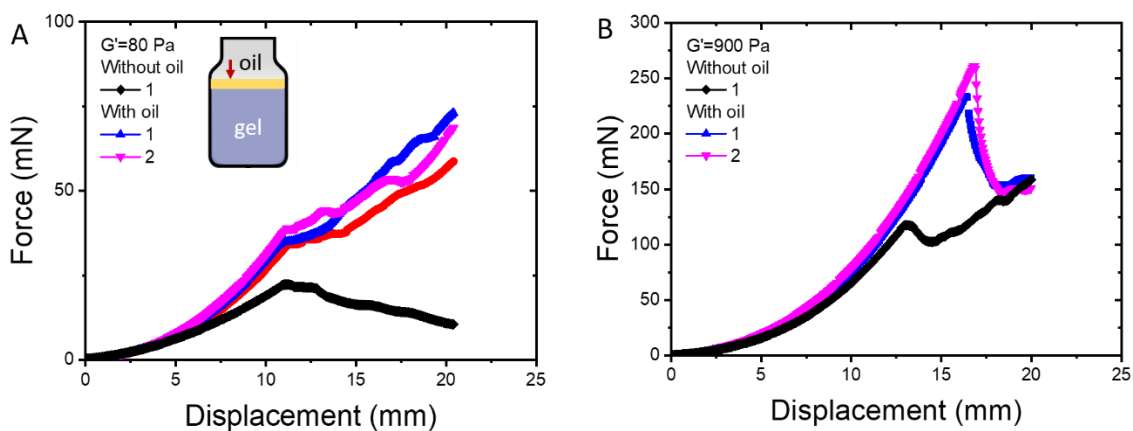 A
G'=80 Pa
Without oil
1
With oil
1
2
oil
gel
100
50
0
0 5 10 15 20 25
Force (mN)
Displacement (mm)
B
G'=900 Pa
Without oil
1
With oil
1
2
300
250
200
150
100
50
0
0 5 10 15 20 25
Force (mN)
Displacement (mm)